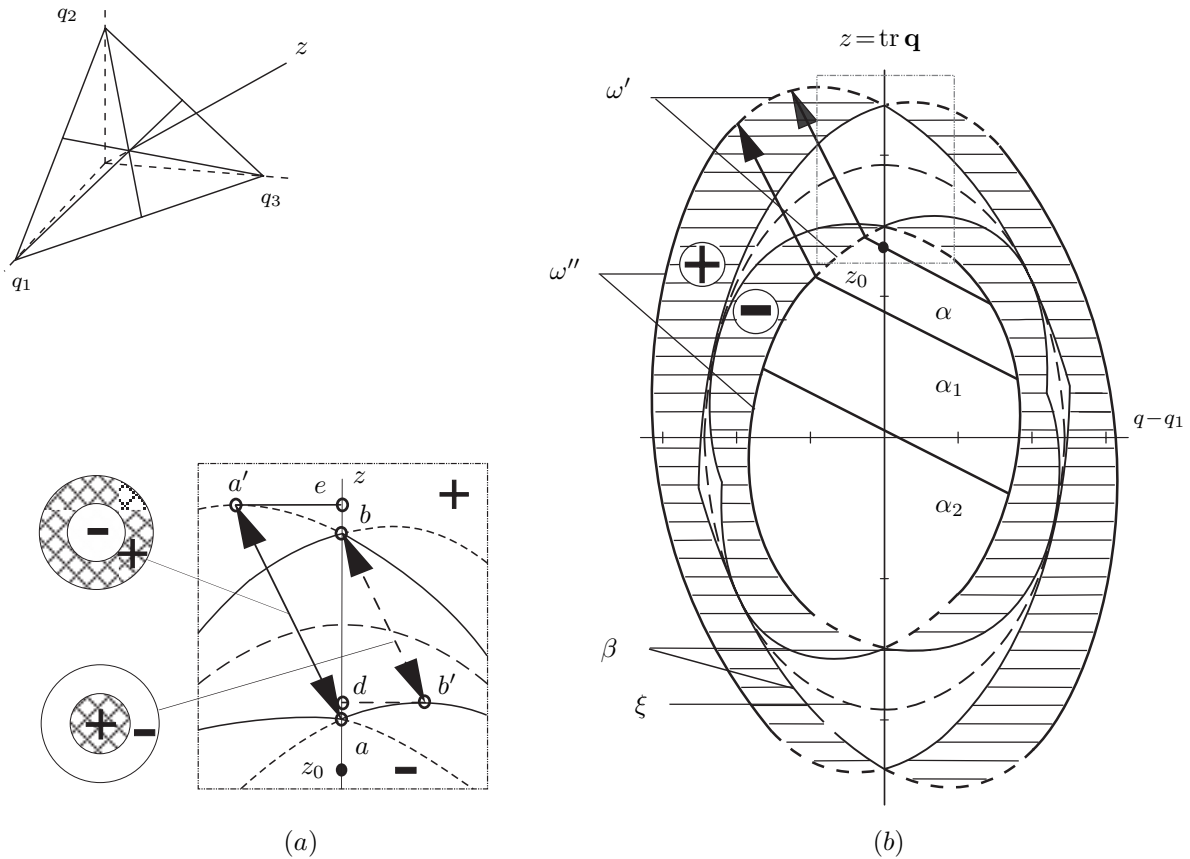 q₂
z
q₃
q₁
z = tr q
ω′
ω″
+
−
z₀
α
α₁
α₂
q−q₁
β
ξ
a′
e
z
+
b
−
+
d
b′
+
−
a
z₀
−
(a)
(b)